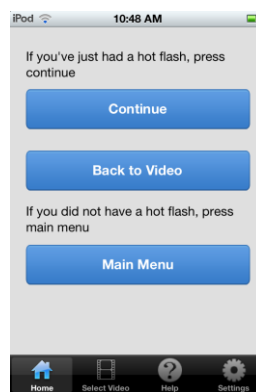 iPod 10:48 AM
If you've just had a hot flash, press
continue
Continue
Back to Video
If you did not have a hot flash, press
main menu
Main Menu
Home Select Video Help Settings